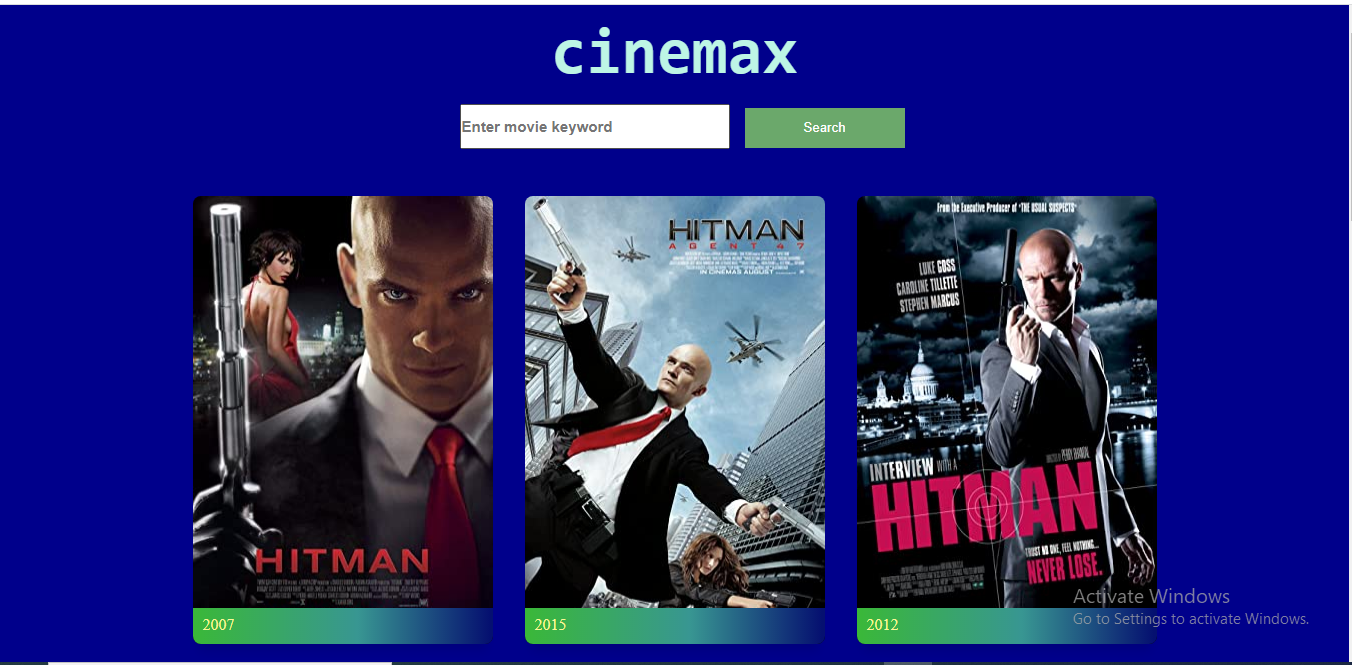 cinemax
Enter movie keyword
Search
HITMAN
2007
HITMAN
AGENT 47
IN CINEMAS AUGUST
2015
From the Executive Producer of "THE USUAL SUSPECTS"
LUKE GOSS
CAROLINE TILLETTE
STEPHEN MARCUS
INTERVIEW WITH A
HITMAN
TRUST NO ONE, FEEL NOTHING...
NEVER LOSE.
2012
Activate Windows
Go to Settings to activate Windows.